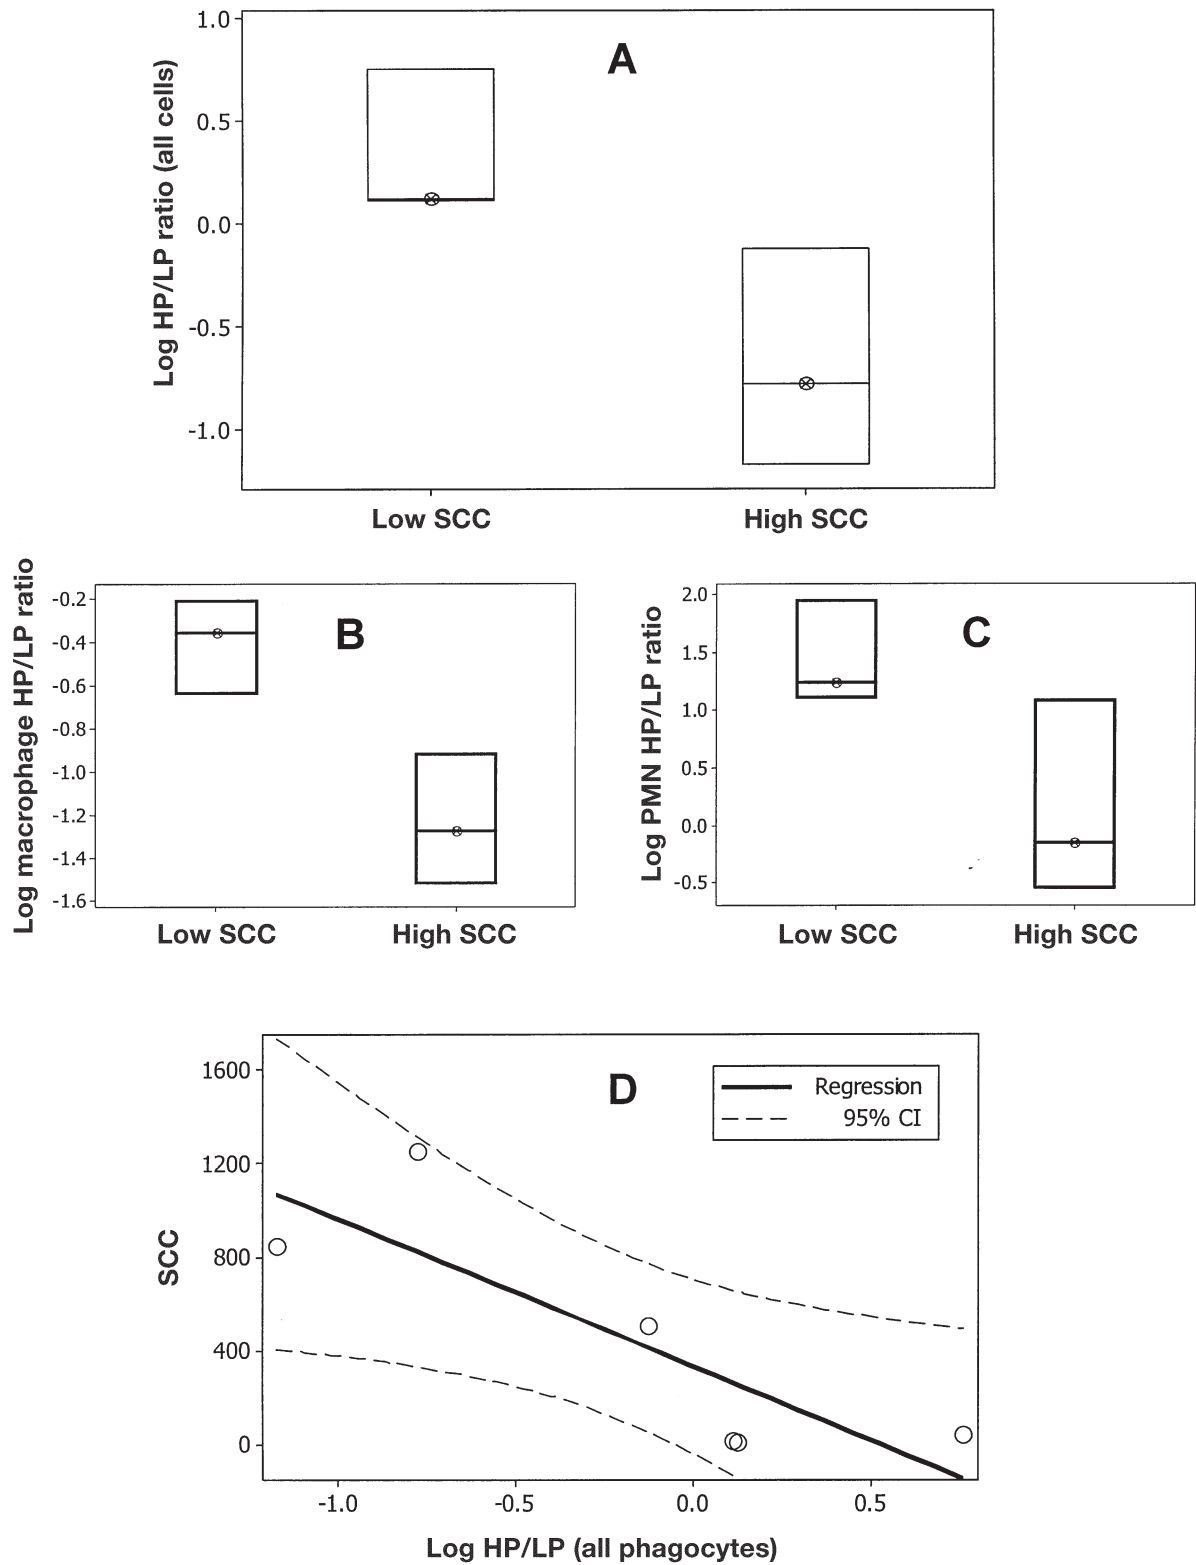 A
Log HP/LP ratio (all cells)
1.0
0.5
0.0
-0.5
-1.0
Low SCC
High SCC
B
Log macrophage HP/LP ratio
-0.2
-0.4
-0.6
-0.8
-1.0
-1.2
-1.4
-1.6
Low SCC
High SCC
C
Log PMN HP/LP ratio
2.0
1.5
1.0
0.5
0.0
-0.5
Low SCC
High SCC
D
Regression
95% CI
SCC
1600
1200
800
400
0
-1.0
-0.5
0.0
0.5
Log HP/LP (all phagocytes)